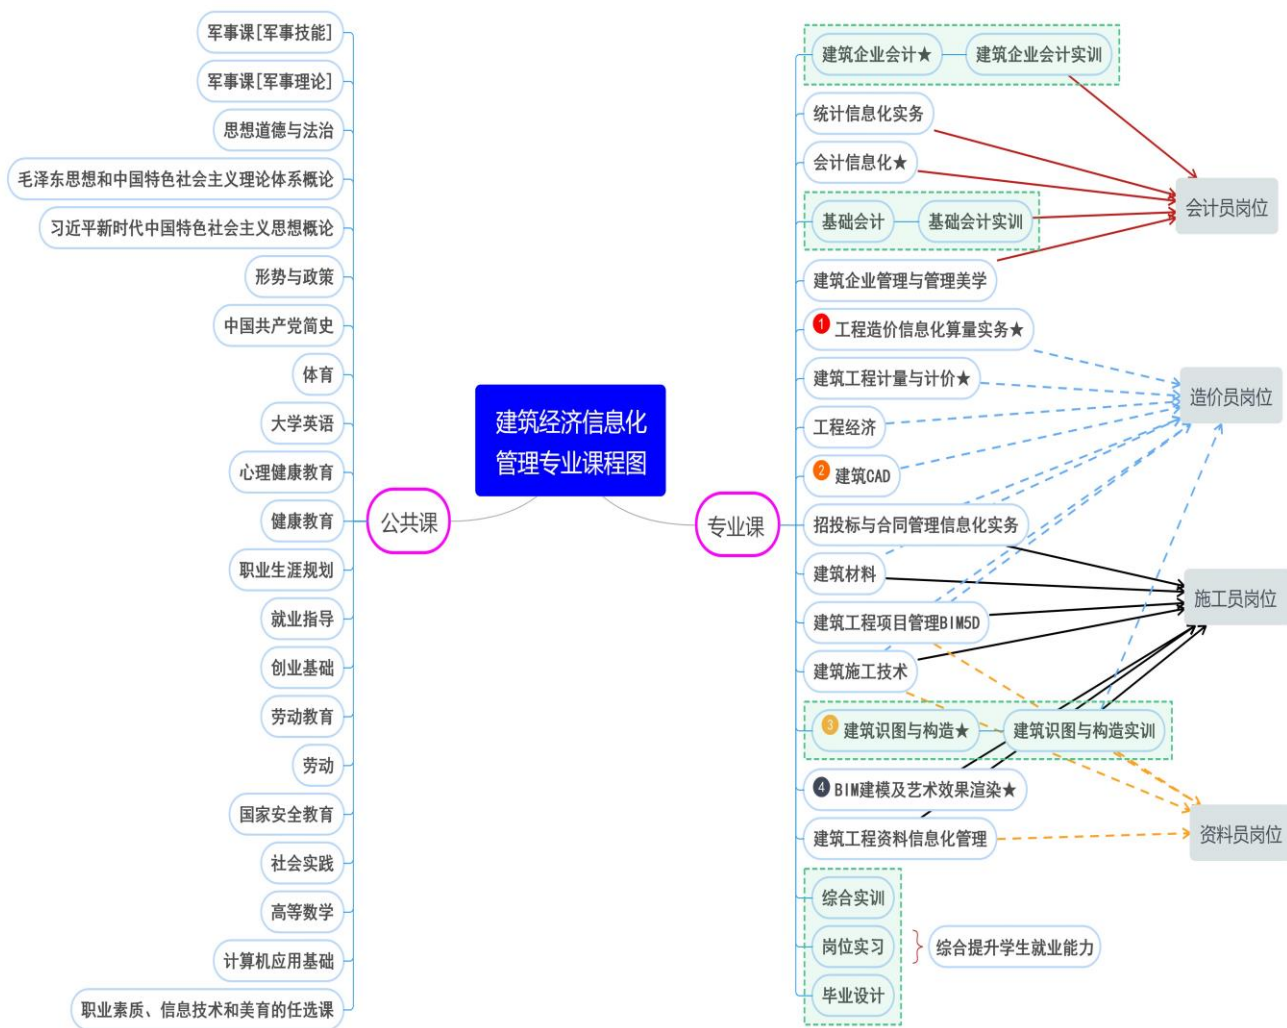 建筑经济信息化
管理专业课程图
公共课
军事课[军事技能]
军事课[军事理论]
思想道德与法治
毛泽东思想和中国特色社会主义理论体系概论
习近平新时代中国特色社会主义思想概论
形势与政策
中国共产党简史
体育
大学英语
心理健康教育
健康教育
职业生涯规划
就业指导
创业基础
劳动教育
劳动
国家安全教育
社会实践
高等数学
计算机应用基础
职业素质、信息技术和美育的任选课
专业课
建筑企业会计★ 建筑企业会计实训
统计信息化实务
会计信息化★
基础会计 基础会计实训
建筑企业管理与管理美学
1 工程造价信息化算量实务★
建筑工程计量与计价★
工程经济
2 建筑CAD
招投标与合同管理信息化实务
建筑材料
建筑工程项目管理BIM5D
建筑施工技术
3 建筑识图与构造★ 建筑识图与构造实训
4 BIM建模及艺术效果渲染★
建筑工程资料信息化管理
综合实训
岗位实习
毕业设计
综合提升学生就业能力
会计员岗位
造价员岗位
施工员岗位
资料员岗位